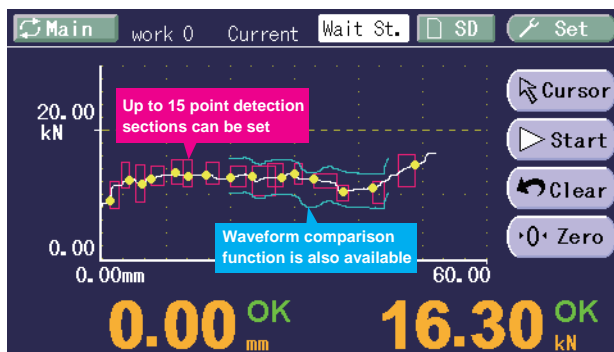 Main work 0 Current Wait St. SD Set
20.00
kN
Up to 15 point detection
sections can be set
Cursor
Start
Clear
Waveform comparison
function is also available
·0· Zero
0.00
0.00mm 60.00
0.00 mm OK 16.30 kN OK